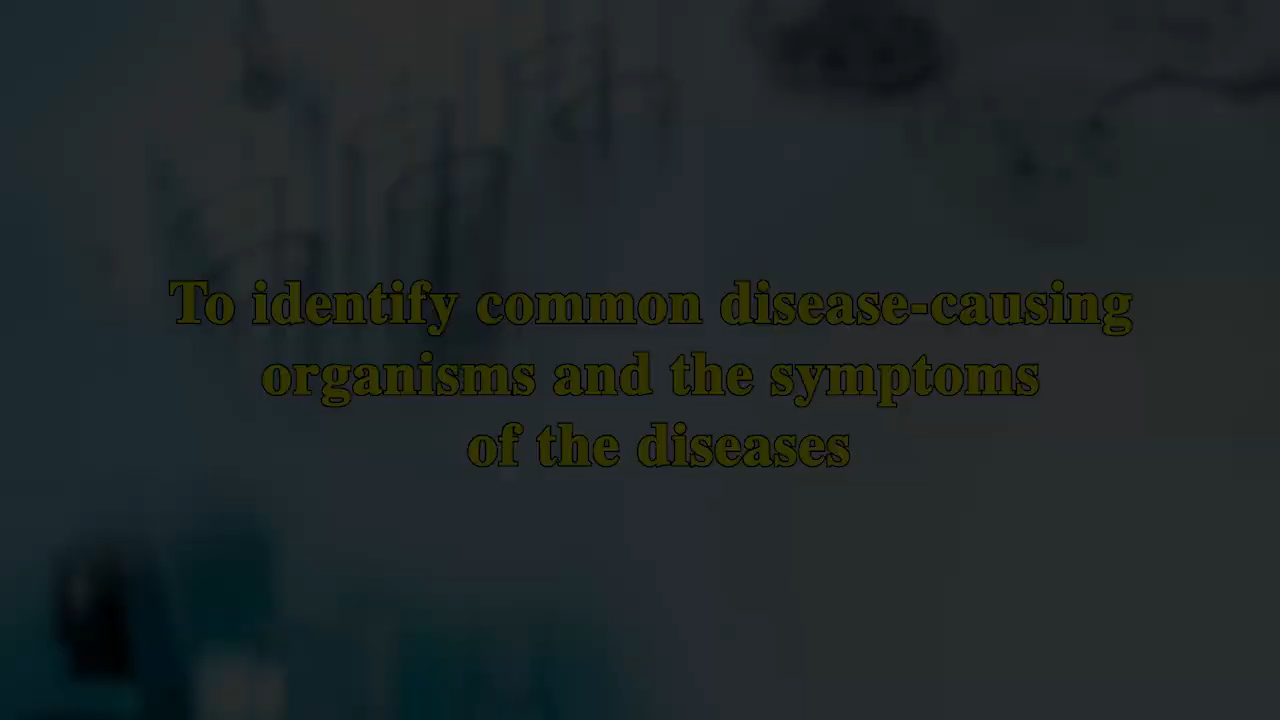 To identify common disease-causing
organisms and the symptoms
of the diseases